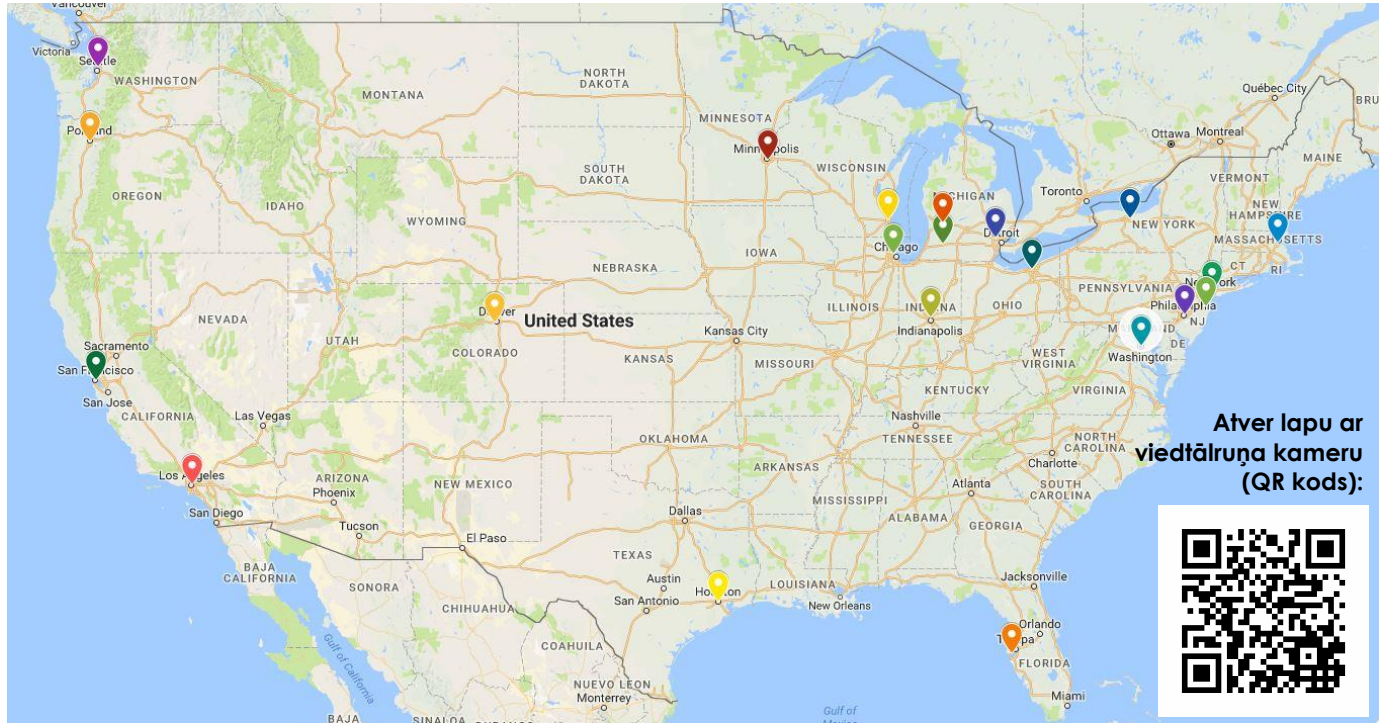 Vancouver
Victoria
Seattle
WASHINGTON
NORTH
DAKOTA
MONTANA
MINNESOTA
Québec City
BRU
Portland
Minneapolis
Ottawa
Montreal
MAINE
WISCONSIN
SOUTH
DAKOTA
OREGON
IDAHO
MICHIGAN
Toronto
VERMONT
WYOMING
NEW
HAMPSHIRE
NEW YORK
Detroit
MASSACHUSETTS
Chicago
IOWA
CT
RI
NEBRASKA
PENNSYLVANIA
New York
ILLINOIS
INDIANA
OHIO
Philadelphia
NJ
Denver
United States
NEVADA
Indianapolis
Kansas City
MARYLAND
DE
UTAH
COLORADO
Sacramento
KANSAS
MISSOURI
WEST
VIRGINIA
Washington
San Francisco
San Jose
KENTUCKY
VIRGINIA
CALIFORNIA
Las Vegas
Nashville
OKLAHOMA
TENNESSEE
NORTH
CAROLINA
Charlotte
Los Angeles
ARIZONA
NEW MEXICO
ARKANSAS
Atlanta
SOUTH
CAROLINA
Phoenix
MISSISSIPPI
San Diego
Dallas
ALABAMA
GEORGIA
Tucson
El Paso
TEXAS
BAJA
CALIFORNIA
SONORA
Austin
Houston
LOUISIANA
Jacksonville
San Antonio
New Orleans
CHIHUAHUA
Orlando
Tampa
COAHUILA
FLORIDA
Gulf of
California
NUEVO LEON
Monterrey
Miami
BAJA
SINALOA
DURANGO
Gulf of
Mexico
Atver lapu ar
viedtālruņa kameru
(QR kods):